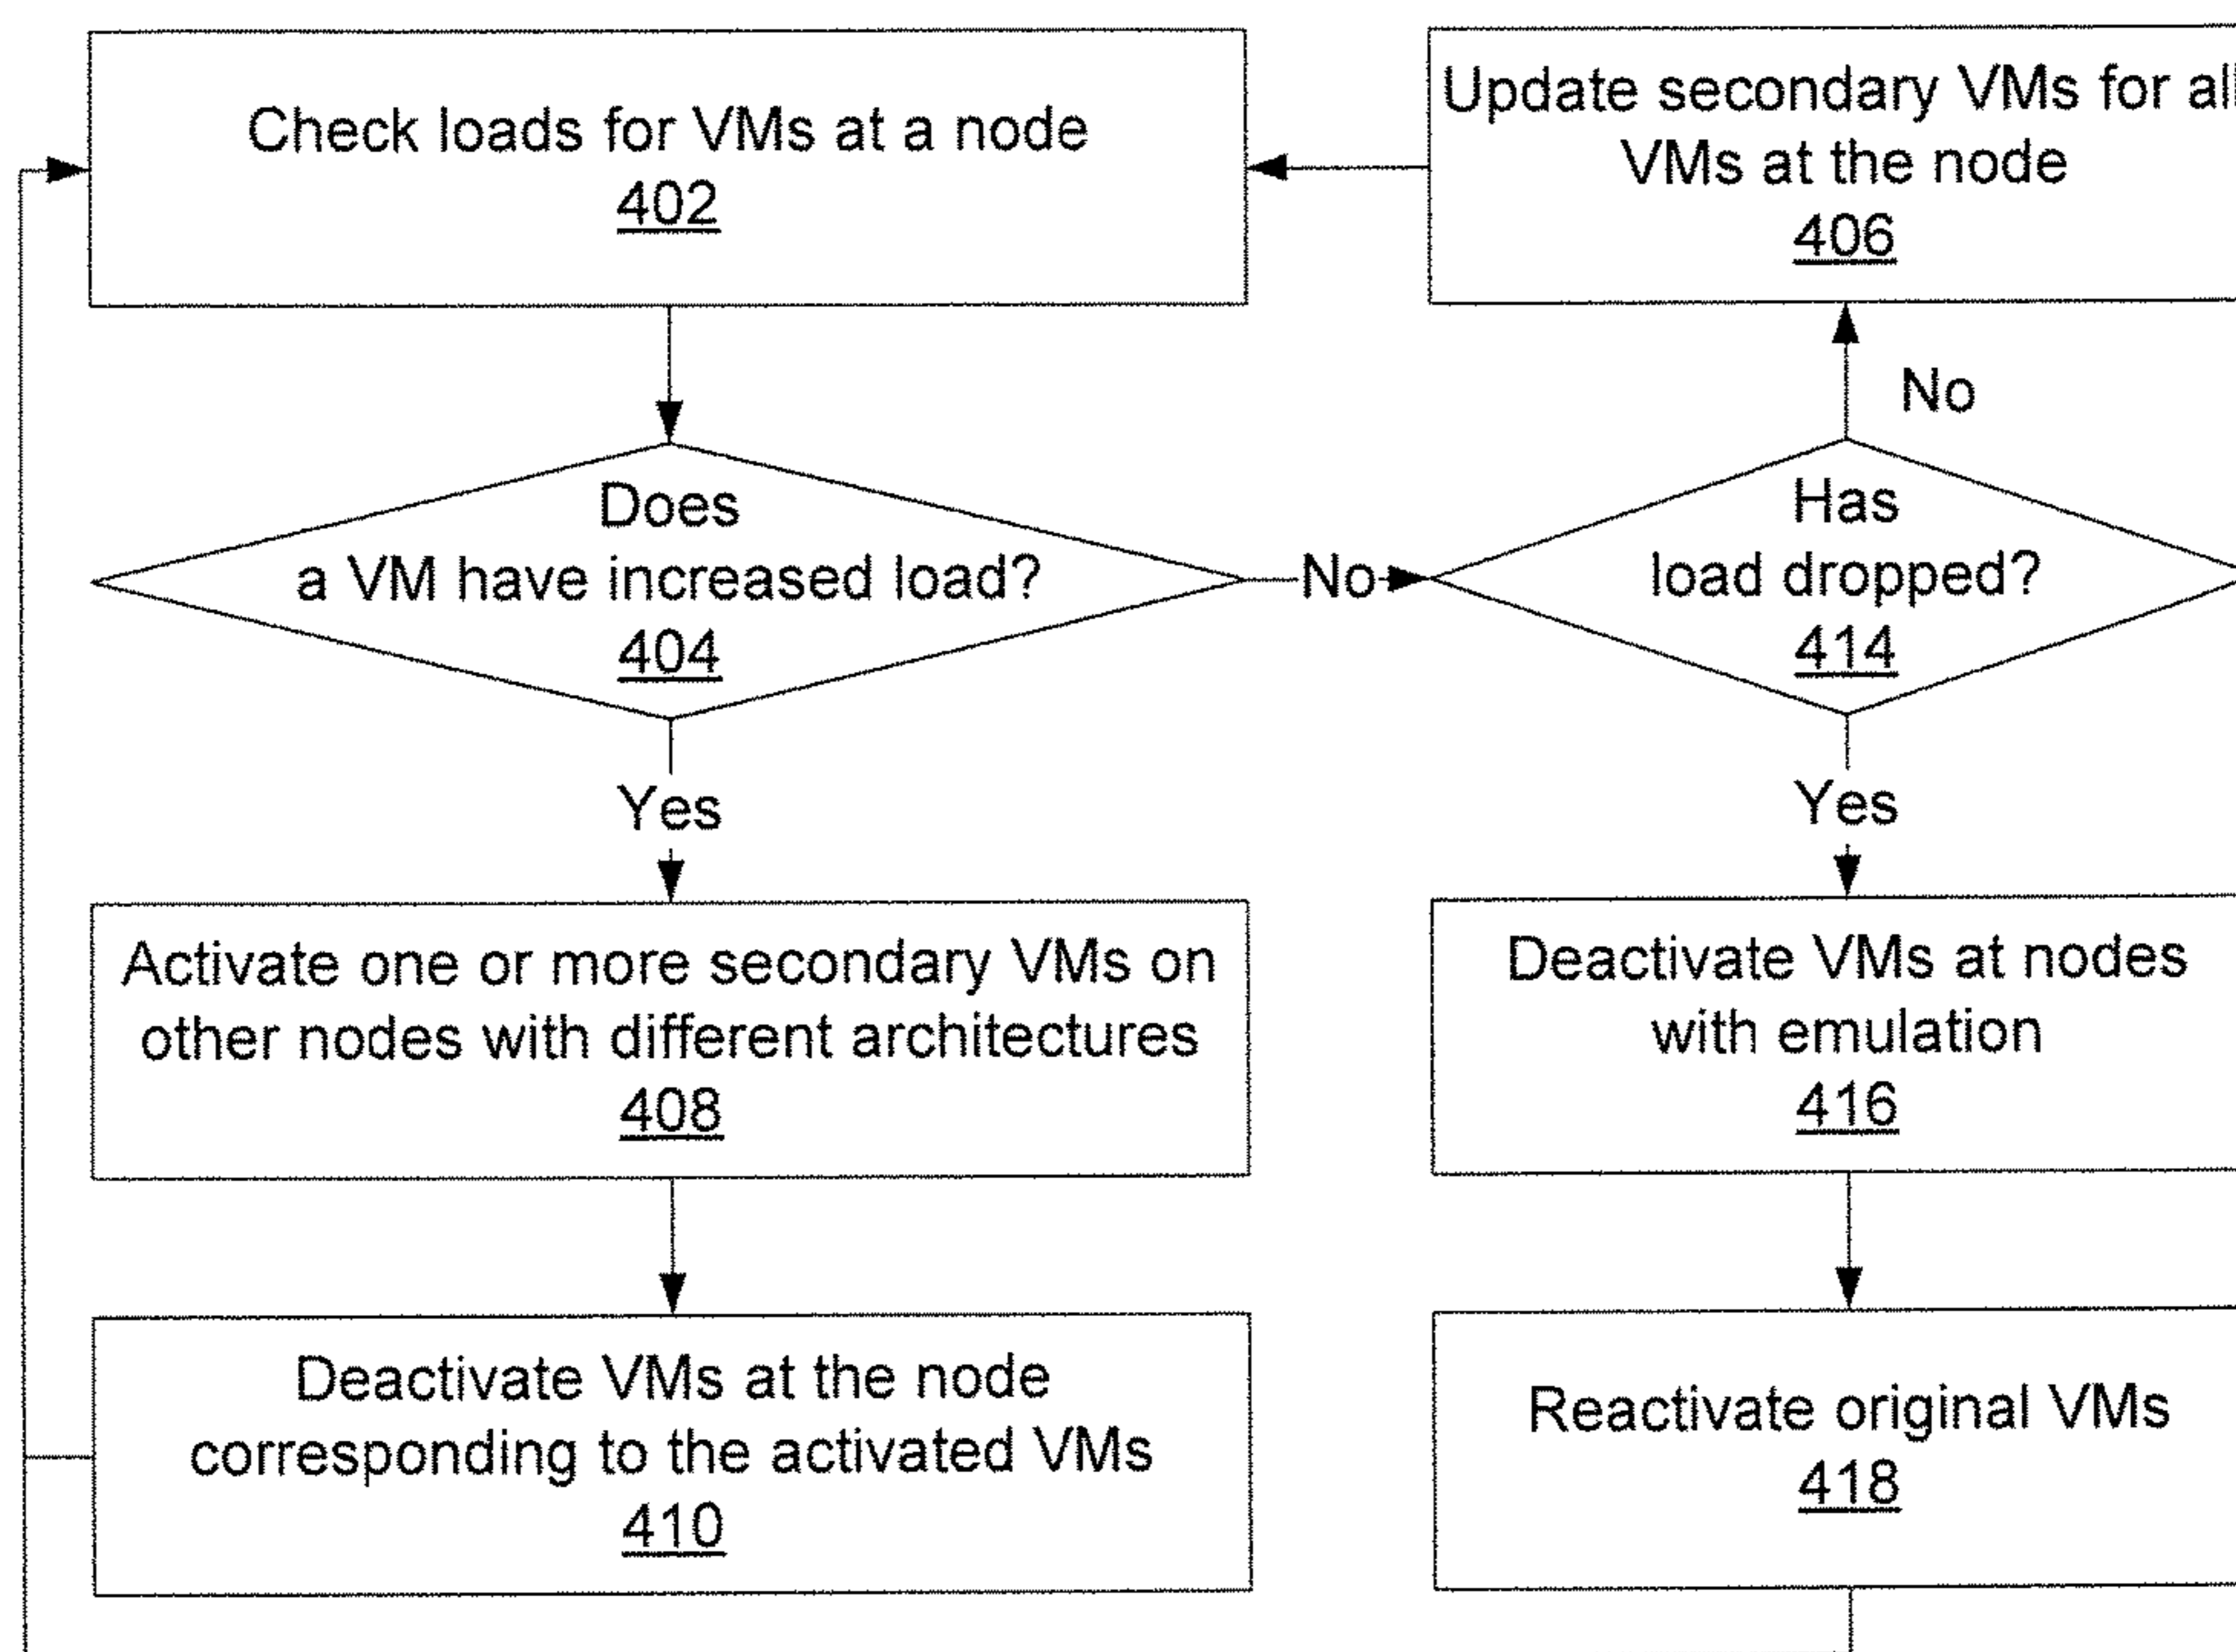 Check loads for VMs at a node
402
Update secondary VMs for all
VMs at the node
406
Does
a VM have increased load?
404
No
Has
load dropped?
414
No
Yes
Yes
Activate one or more secondary VMs on
other nodes with different architectures
408
Deactivate VMs at nodes
with emulation
416
Deactivate VMs at the node
corresponding to the activated VMs
410
Reactivate original VMs
418